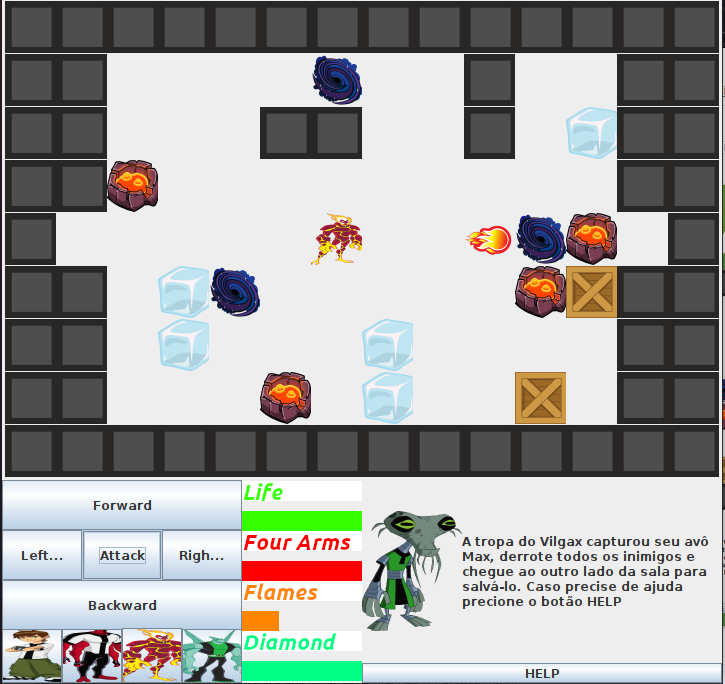 Life
Forward
Four Arms
Left...
Attack
Righ...
Flames
Backward
Diamond
A tropa do Vilgax capturou seu avô
Max, derrote todos os inimigos e
chegue ao outro lado da sala para
salvá-lo. Caso precise de ajuda
precione o botão HELP
HELP